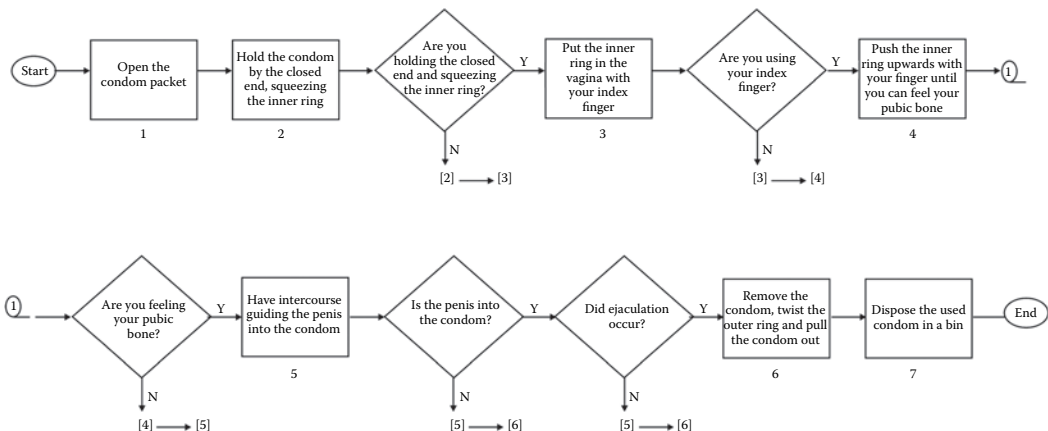 Start
Open the
condom packet
1
Hold the condom
by the closed
end, squeezing
the inner ring
2
Are you
holding the closed
end and squeezing
the inner ring?
Y
N
[2] → [3]
Put the inner
ring in the
vagina with
your index
finger
3
Are you using
your index
finger?
Y
N
[3] → [4]
Push the inner
ring upwards with
your finger until
you can feel your
pubic bone
4
1
1
Are you feeling
your pubic
bone?
Y
N
[4] → [5]
Have intercourse
guiding the penis
into the condom
5
Is the penis into
the condom?
Y
N
[5] → [6]
Did ejaculation
occur?
Y
N
[5] → [6]
Remove the
condom, twist the
outer ring and pull
the condom out
6
Dispose the used
condom in a bin
7
End